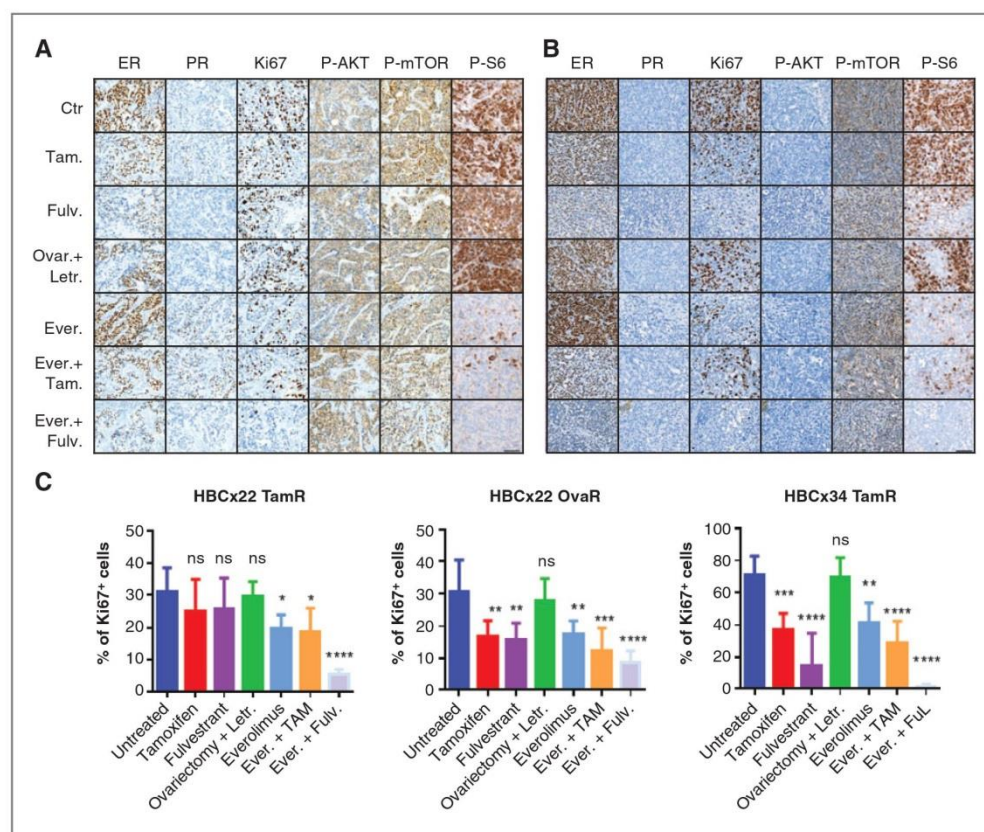 A
B
ER PR Ki67 P-AKT P-mTOR P-S6
ER PR Ki67 P-AKT P-mTOR P-S6
Ctr
Tam.
Fulv.
Ovar.+
Letr.
Ever.
Ever.+
Tam.
Ever.+
Fulv.
C
HBCx22 TamR
% of Ki67+ cells
50
40
30
20
10
0
ns ns ns * * ****
Untreated
Tamoxifen
Fulvestrant
Ovariectomy + Letr.
Everolimus
Ever. + TAM
Ever. + Fulv.
HBCx22 OvaR
% of Ki67+ cells
50
40
30
20
10
0
** ** ns ** *** ****
Untreated
Tamoxifen
Fulvestrant
Ovariectomy + Letr.
Everolimus
Ever. + TAM
Ever. + Fulv.
HBCx34 TamR
% of Ki67+ cells
100
80
60
40
20
0
*** **** ns ** **** ****
Untreated
Tamoxifen
Fulvestrant
Ovariectomy + Letr.
Everolimus
Ever. + TAM
Ever. + FuL